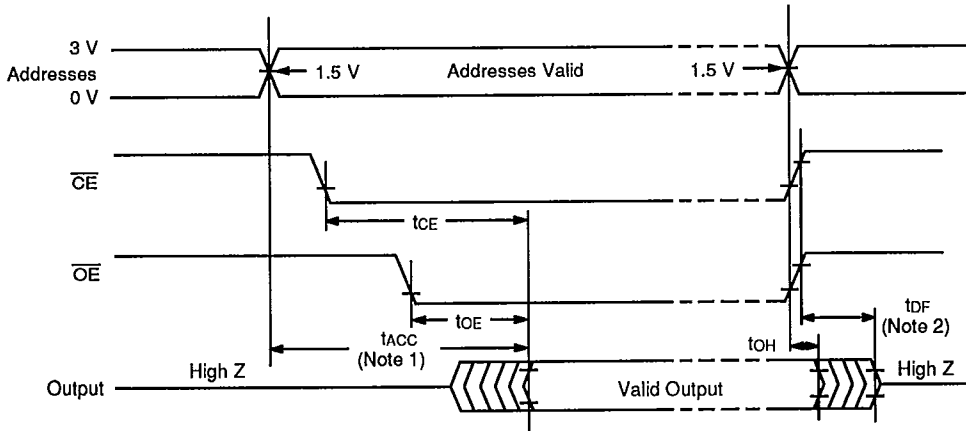 3 V
Addresses
0 V
1.5 V
Addresses Valid
1.5 V
CE
tCE
OE
tOE
tACC
(Note 1)
tOH
tDF
(Note 2)
Output
High Z
Valid Output
High Z